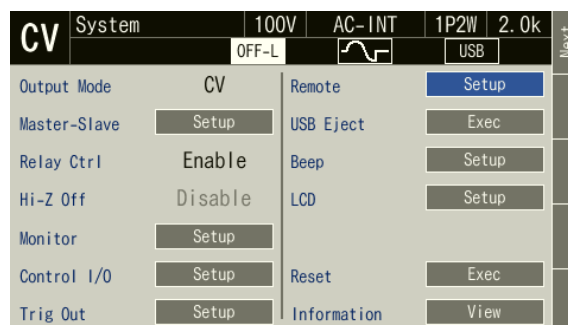 CV System 100V AC-INT 1P2W 2.0k Next
OFF-L USB
Output Mode CV
Master-Slave Setup
Relay Ctrl Enable
Hi-Z Off Disable
Monitor Setup
Control I/O Setup
Trig Out Setup
Remote Setup
USB Eject Exec
Beep Setup
LCD Setup
Reset Exec
Information View